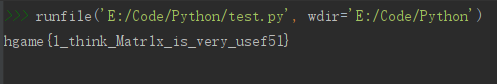 >>> runfile('E:/Code/Python/test.py', wdir='E:/Code/Python')
hgame{1_think_Matr1x_is_very_usef5l}